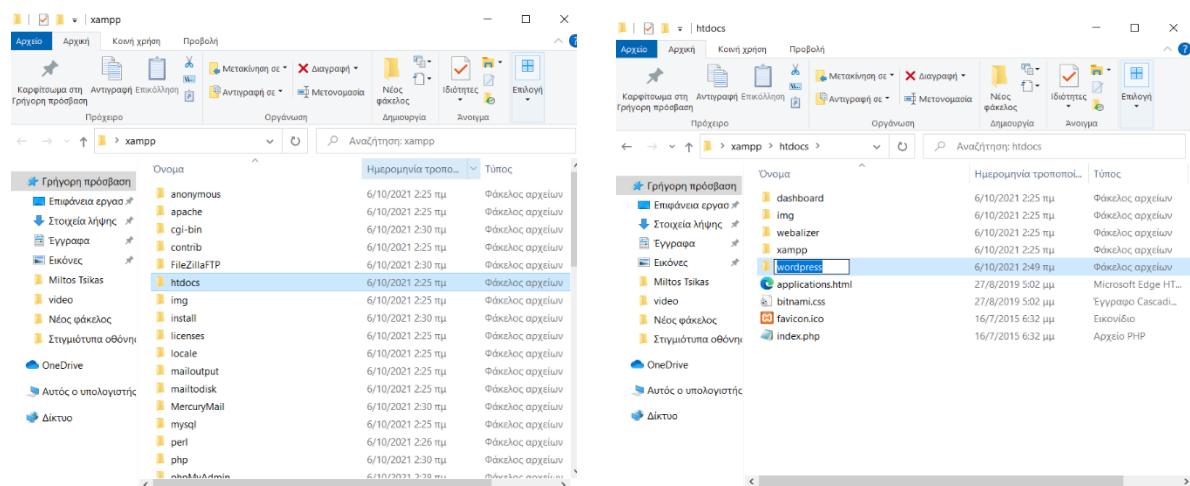 xampp
Αρχείο Αρχική Κοινή χρήση Προβολή
Καρφίτσωμα στη Γρήγορη πρόσβαση
Αντιγραφή Επικόλληση
Μετακίνηση σε
Αντιγραφή σε
Διαγραφή
Μετονομασία
Νέος φάκελος
Ιδιότητες
Επιλογή
Πρόχειρο Οργάνωση Δημιουργία Άνοιγμα
xampp
Αναζήτηση: xampp
Γρήγορη πρόσβαση
Επιφάνεια εργασ
Στοιχεία λήψης
Έγγραφα
Εικόνες
Miltos Tsikas
video
Νέος φάκελος
Στιγμιότυπα οθόνης
OneDrive
Αυτός ο υπολογιστής
Δίκτυο
Όνομα Ημερομηνία τροπο... Τύπος
anonymous 6/10/2021 2:25 πμ Φάκελος αρχείων
apache 6/10/2021 2:25 πμ Φάκελος αρχείων
cgi-bin 6/10/2021 2:30 πμ Φάκελος αρχείων
contrib 6/10/2021 2:25 πμ Φάκελος αρχείων
FileZillaFTP 6/10/2021 2:30 πμ Φάκελος αρχείων
htdocs 6/10/2021 2:25 πμ Φάκελος αρχείων
img 6/10/2021 2:25 πμ Φάκελος αρχείων
install 6/10/2021 2:30 πμ Φάκελος αρχείων
licenses 6/10/2021 2:25 πμ Φάκελος αρχείων
locale 6/10/2021 2:25 πμ Φάκελος αρχείων
mailoutput 6/10/2021 2:25 πμ Φάκελος αρχείων
mailtodisk 6/10/2021 2:25 πμ Φάκελος αρχείων
MercuryMail 6/10/2021 2:30 πμ Φάκελος αρχείων
mysql 6/10/2021 2:25 πμ Φάκελος αρχείων
perl 6/10/2021 2:26 πμ Φάκελος αρχείων
php 6/10/2021 2:30 πμ Φάκελος αρχείων
phpMyAdmin 6/10/2021 2:28 πμ Φάκελος αρχείων
htdocs
Αρχείο Αρχική Κοινή χρήση Προβολή
Καρφίτσωμα στη Γρήγορη πρόσβαση
Αντιγραφή Επικόλληση
Μετακίνηση σε
Αντιγραφή σε
Διαγραφή
Μετονομασία
Νέος φάκελος
Ιδιότητες
Επιλογή
Πρόχειρο Οργάνωση Δημιουργία Άνοιγμα
xampp htdocs
Αναζήτηση: htdocs
Γρήγορη πρόσβαση
Επιφάνεια εργασ
Στοιχεία λήψης
Έγγραφα
Εικόνες
Miltos Tsikas
video
Νέος φάκελος
Στιγμιότυπα οθόνης
OneDrive
Αυτός ο υπολογιστής
Δίκτυο
Όνομα Ημερομηνία τροποποί... Τύπος
dashboard 6/10/2021 2:25 πμ Φάκελος αρχείων
img 6/10/2021 2:25 πμ Φάκελος αρχείων
webalizer 6/10/2021 2:25 πμ Φάκελος αρχείων
xampp 6/10/2021 2:25 πμ Φάκελος αρχείων
wordpress 6/10/2021 2:49 πμ Φάκελος αρχείων
applications.html 27/8/2019 5:02 μμ Microsoft Edge HT...
bitnami.css 27/8/2019 5:02 μμ Έγγραφο Cascadi...
favicon.ico 16/7/2015 6:32 μμ Εικονίδιο
index.php 16/7/2015 6:32 μμ Αρχείο PHP